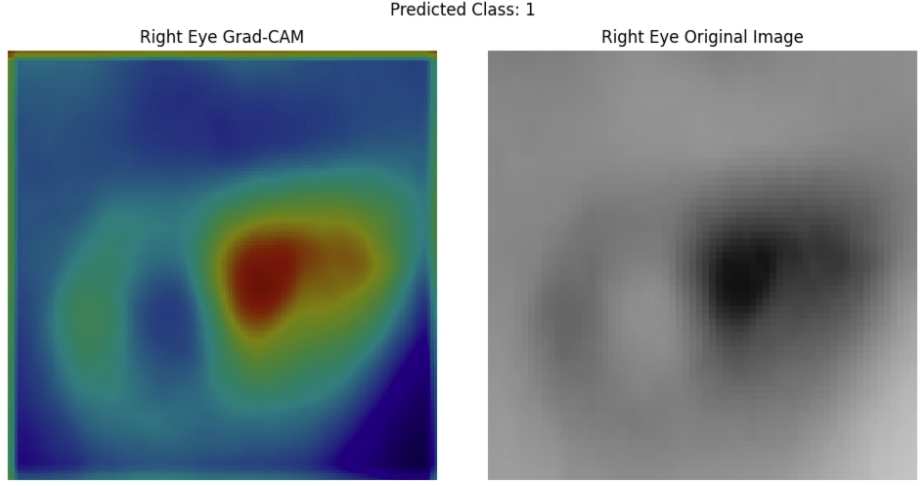 Predicted Class: 1
Right Eye Grad-CAM
Right Eye Original Image